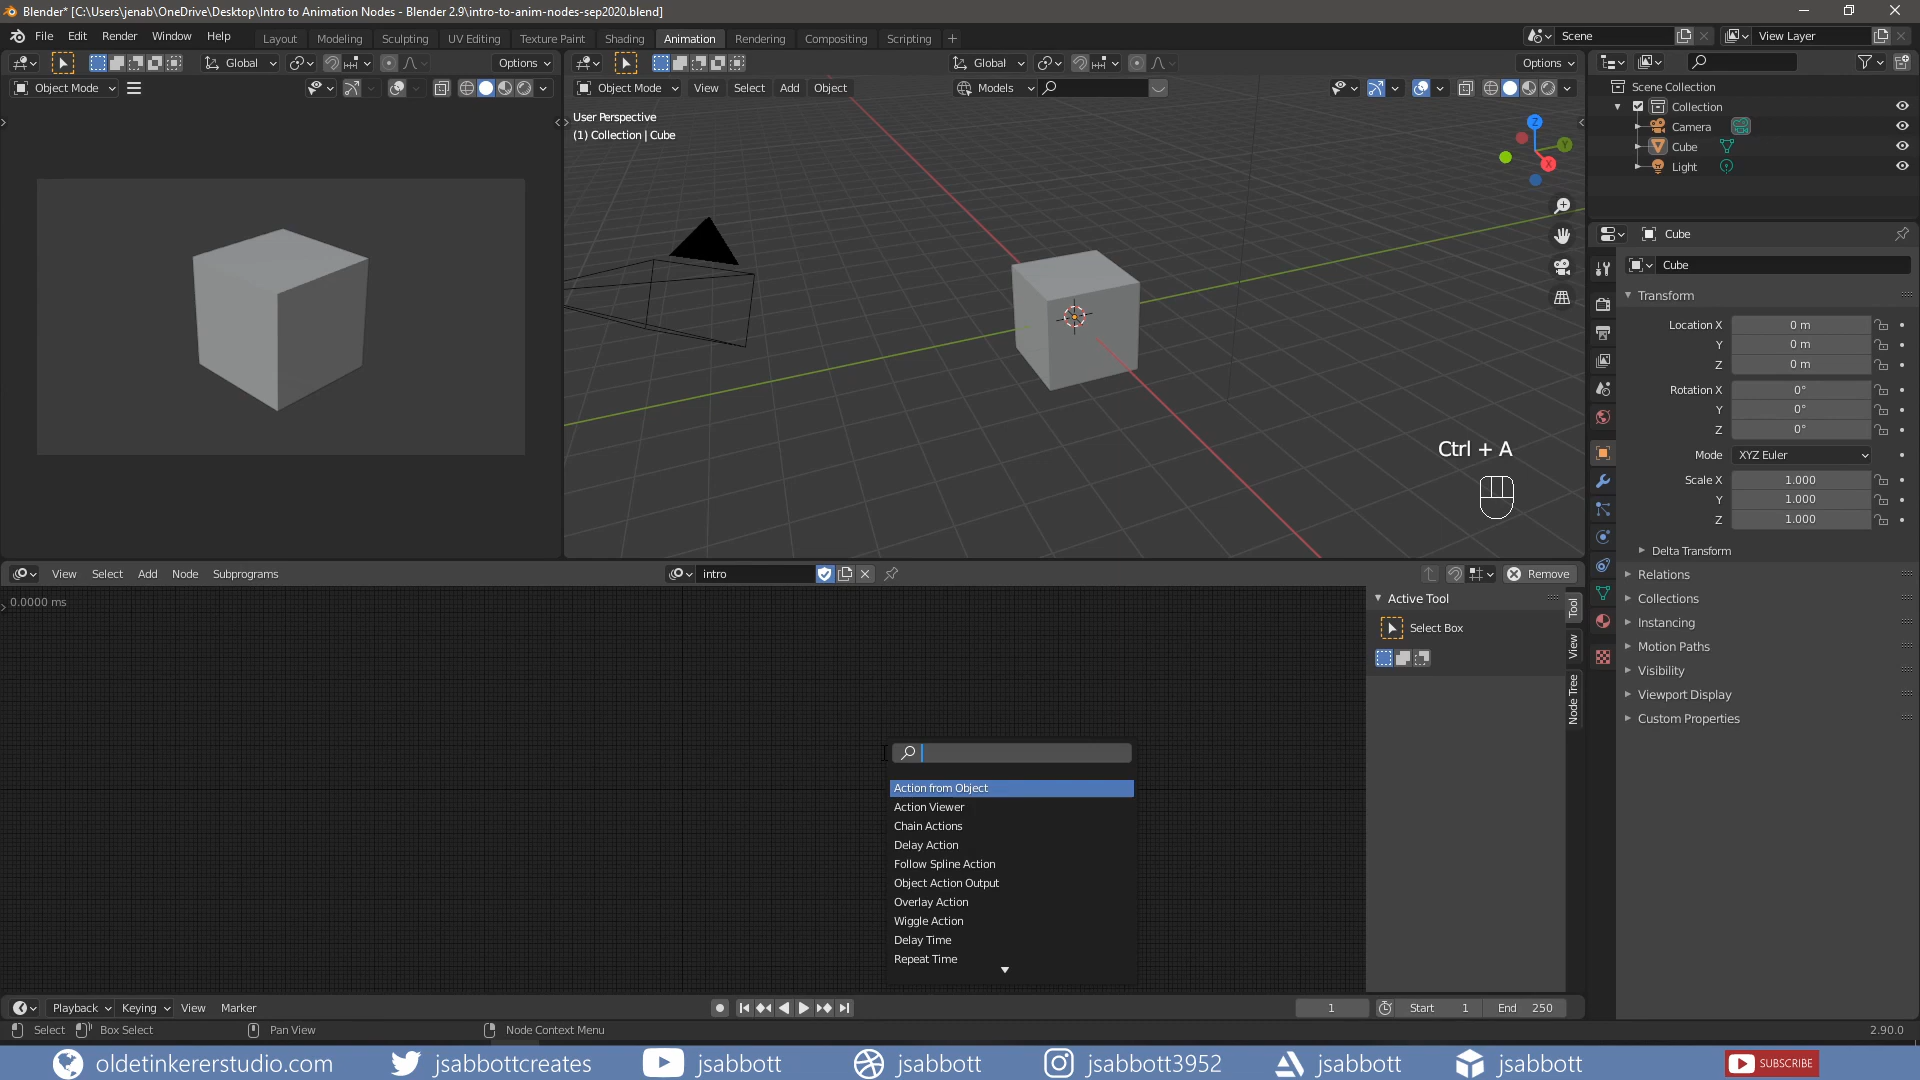 Blender* [C:\Users\jenab\OneDrive\Desktop\Intro to Animation Nodes - Blender 2.9\intro-to-anim-nodes-sep2020.blend]
File Edit Render Window Help Layout Modeling Sculpting UV Editing Texture Paint Shading Animation Rendering Compositing Scripting + Scene View Layer
Global Options Global Options
Object Mode Object Mode View Select Add Object Models
User Perspective
(1) Collection | Cube
Z
Y
X
Scene Collection
Collection
Camera
Cube
Light
Cube
Cube
Transform
Location X 0 m
Y 0 m
Z 0 m
Rotation X 0°
Y 0°
Z 0°
Mode XYZ Euler
Scale X 1.000
Y 1.000
Z 1.000
Delta Transform
Relations
Collections
Instancing
Motion Paths
Visibility
Viewport Display
Custom Properties
Ctrl + A
View Select Add Node Subprograms intro Remove
0.0000 ms
Active Tool
Select Box
Tool
View
Node Tree
Action from Object
Action Viewer
Chain Actions
Delay Action
Follow Spline Action
Object Action Output
Overlay Action
Wiggle Action
Delay Time
Repeat Time
Playback Keying View Marker 1 Start 1 End 250
Select Box Select Pan View Node Context Menu 2.90.0
oldetinkererstudio.com jsabbottcreates jsabbott jsabbott jsabbott3952 jsabbott jsabbott SUBSCRIBE